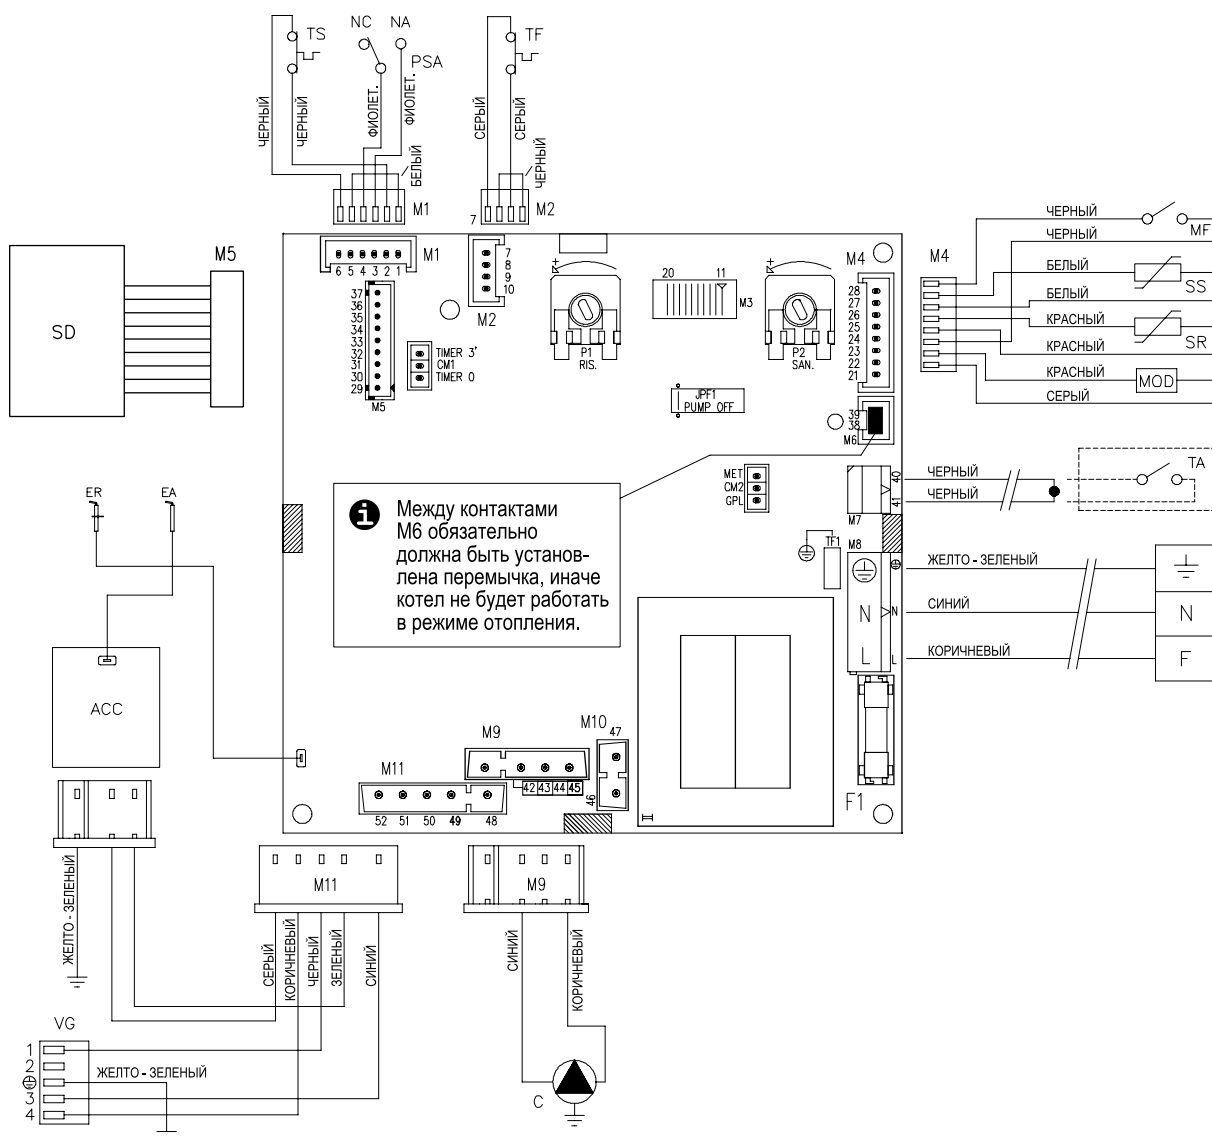 TS
NC
NA
PSA
TF
ЧЕРНЫЙ
ЧЕРНЫЙ
ФИОЛЕТ.
ФИОЛЕТ.
БЕЛЫЙ
СЕРЫЙ
СЕРЫЙ
ЧЕРНЫЙ
M1
7
M2
SD
M5
M1
6 5 4 3 2 1
7
8
9
10
M2
37
36
35
34
33
32
31
30
29
M5
TIMER 3'
CM1
TIMER 0
+
P1
RIS.
20 11
M3
+
P2
SAN.
JPF1
PUMP OFF
M4
28
27
26
25
24
23
22
21
39
38
M6
M4
ЧЕРНЫЙ
MF
ЧЕРНЫЙ
БЕЛЫЙ
SS
БЕЛЫЙ
КРАСНЫЙ
SR
КРАСНЫЙ
КРАСНЫЙ
MOD
СЕРЫЙ
MET
CM2
GPL
40
41
M7
ЧЕРНЫЙ
ЧЕРНЫЙ
TA
i
Между контактами
М6 обязательно
должна быть установ-
лена перемычка, иначе
котел не будет работать
в режиме отопления.
TF1
M8
N
L
N
L
ЖЕЛТО - ЗЕЛЕНЫЙ
СИНИЙ
N
КОРИЧНЕВЫЙ
F
F1
ER
EA
ACC
M9
42 43 44 45
M10
47
46
M11
52 51 50 49 48
ЖЕЛТО - ЗЕЛЕНЫЙ
M11
СЕРЫЙ
КОРИЧНЕВЫЙ
ЧЕРНЫЙ
ЗЕЛЕНЫЙ
СИНИЙ
M9
СИНИЙ
КОРИЧНЕВЫЙ
VG
1
2
3
4
ЖЕЛТО - ЗЕЛЕНЫЙ
C